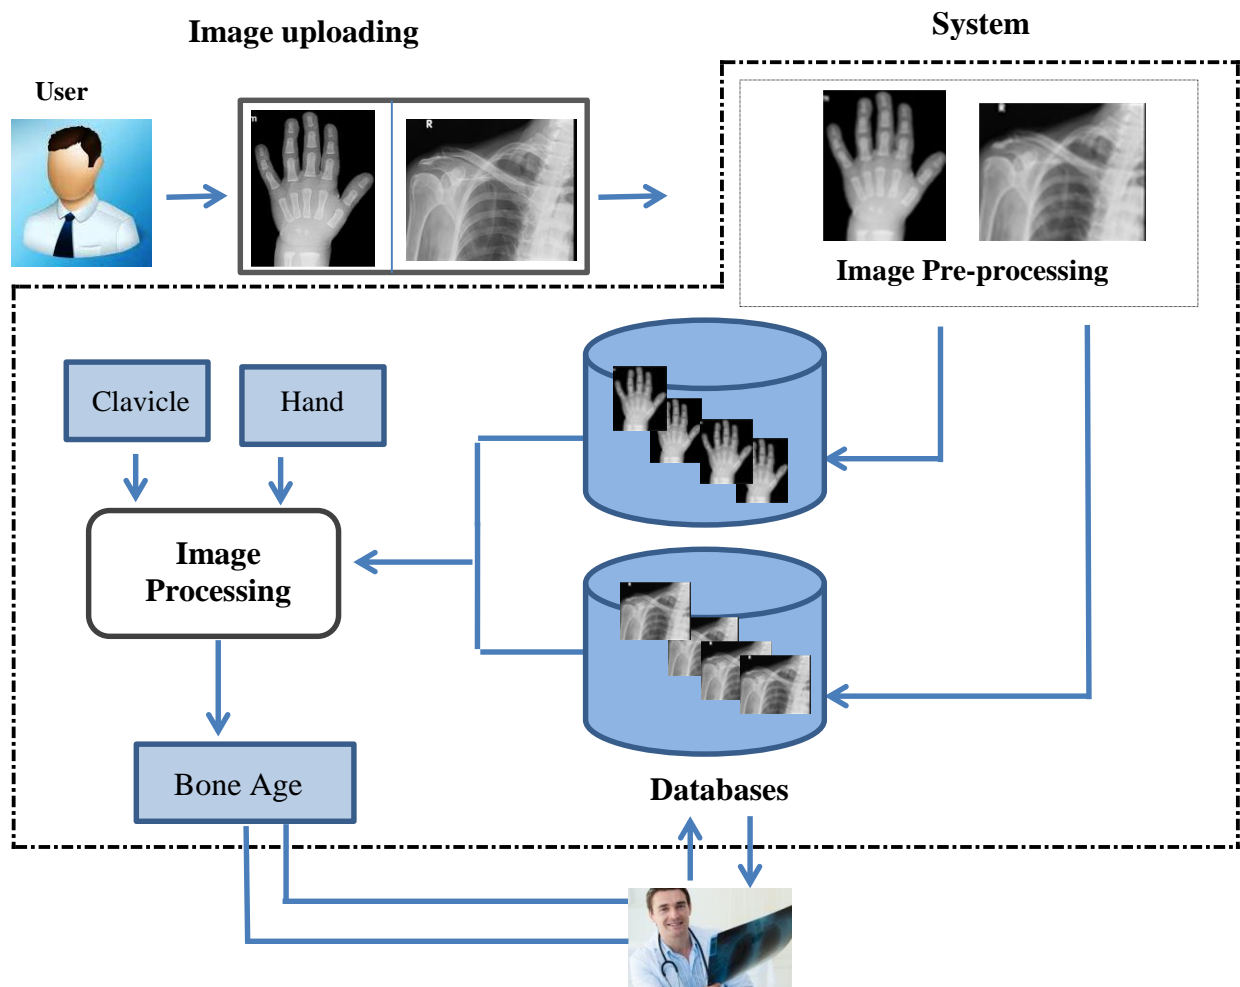 Image uploading
System
User
m
R
R
Image Pre-processing
Clavicle
Hand
Image
Processing
Bone Age
Databases